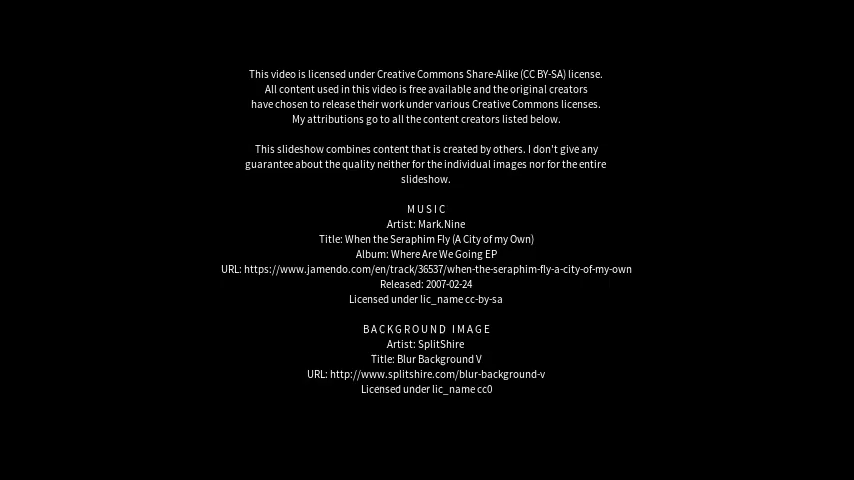 This video is licensed under Creative Commons Share-Alike (CC BY-SA) license.
All content used in this video is free available and the original creators
have chosen to release their work under various Creative Commons licenses.
My attributions go to all the content creators listed below.
This slideshow combines content that is created by others. I don't give any
guarantee about the quality neither for the individual images nor for the entire
slideshow.
MUSIC
Artist: Mark.Nine
Title: When the Seraphim Fly (A City of my Own)
Album: Where Are We Going EP
URL: https://www.jamendo.com/en/track/36537/when-the-seraphim-fly-a-city-of-my-own
Released: 2007-02-24
Licensed under lic_name cc-by-sa
BACKGROUND IMAGE
Artist: SplitShire
Title: Blur Background V
URL: http://www.splitshire.com/blur-background-v
Licensed under lic_name cc0